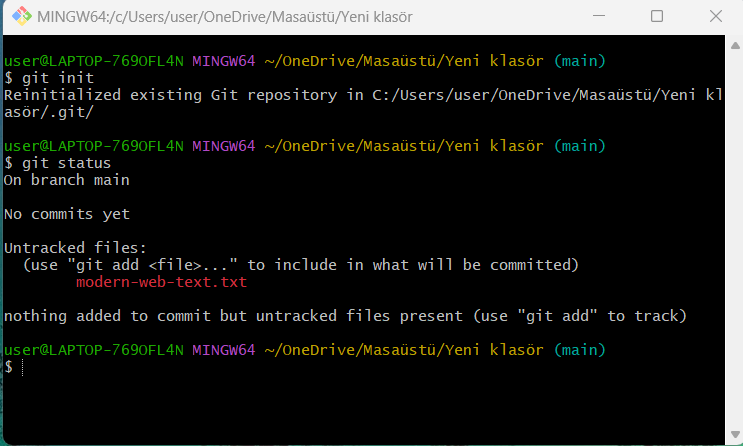 MINGW64:/c/Users/user/OneDrive/Masaüstü/Yeni klasör
user@LAPTOP-769OFL4N MINGW64 ~/OneDrive/Masaüstü/Yeni klasör (main)
$ git init
Reinitialized existing Git repository in C:/Users/user/OneDrive/Masaüstü/Yeni kl
asör/.git/
user@LAPTOP-769OFL4N MINGW64 ~/OneDrive/Masaüstü/Yeni klasör (main)
$ git status
On branch main
No commits yet
Untracked files:
  (use "git add <file>..." to include in what will be committed)
        modern-web-text.txt
nothing added to commit but untracked files present (use "git add" to track)
user@LAPTOP-769OFL4N MINGW64 ~/OneDrive/Masaüstü/Yeni klasör (main)
$